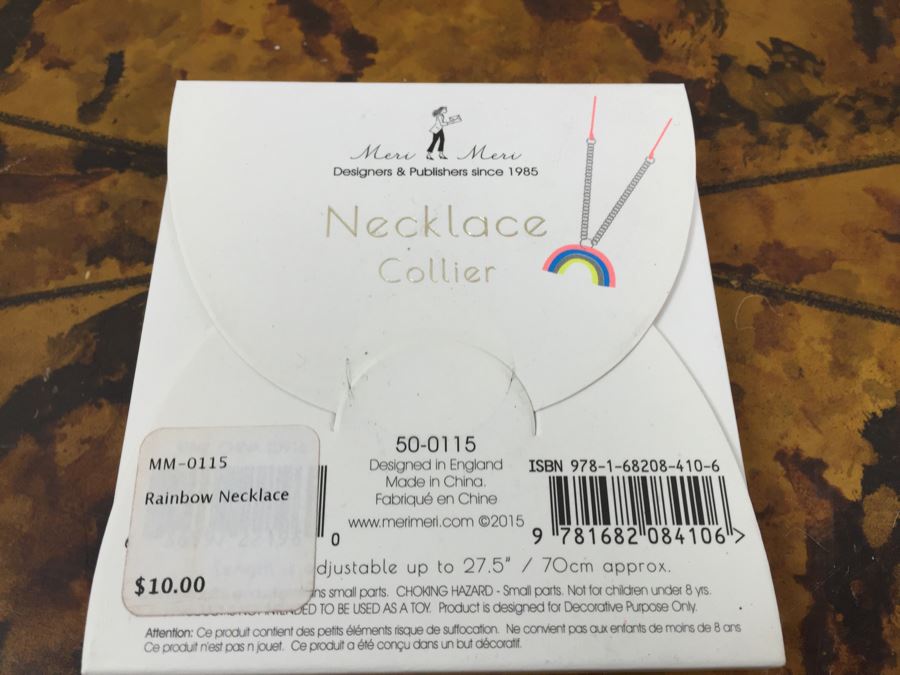 Meri Meri
Designers & Publishers since 1985
Necklace
Collier
MM-0115
Rainbow Necklace
$10.00
50-0115
Designed in England
Made in China.
Fabriqué en Chine
www.merimeri.com ©2015
0
ISBN 978-1-68208-410-6
9 781682 084106 >
djustable up to 27.5" / 70cm approx.
ns small parts. CHOKING HAZARD - Small parts. Not for children under 8 yrs.
TO BE USED AS A TOY. Product is designed for Decorative Purpose Only.
Attention: Ce produit contient des petits éléments risque de suffocation. Ne convient pas aux enfants de moins de 8 ans
Ce produit n'est pas n jouet. Ce produit a été conçu dans un but décoratif.